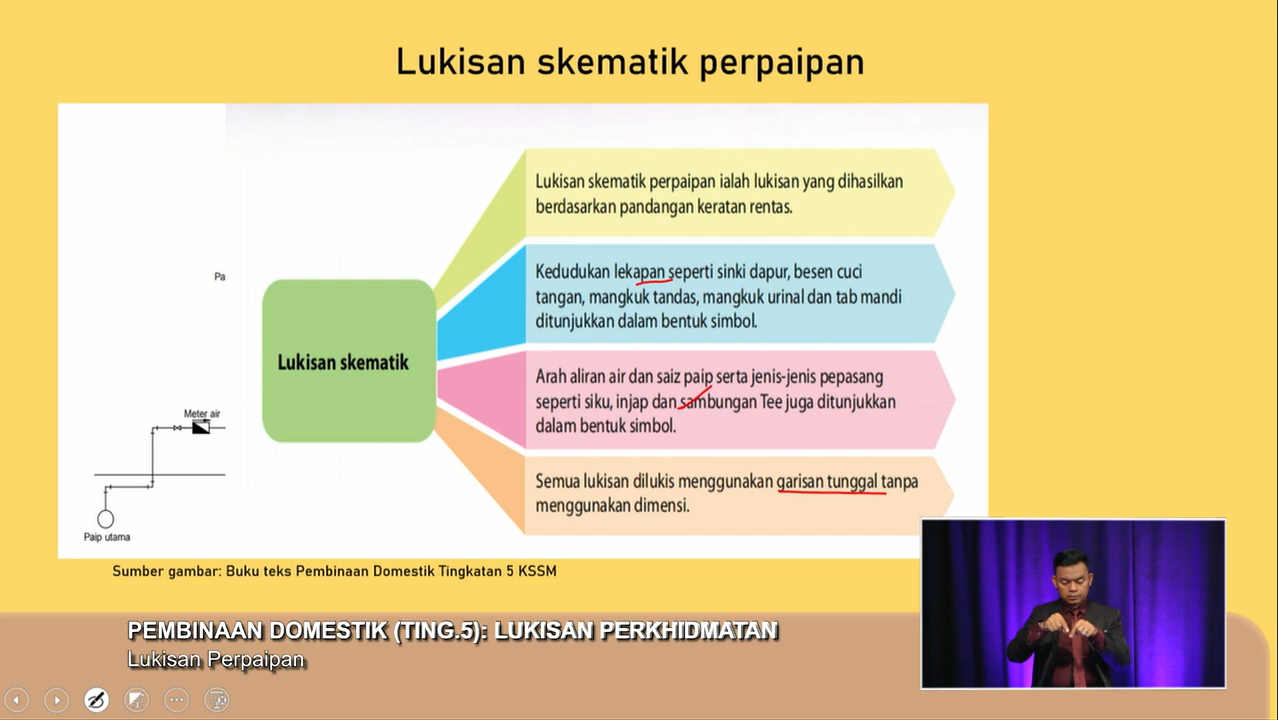 Lukisan skematik perpaipan
Lukisan skematik perpaipan ialah lukisan yang dihasilkan
berdasarkan pandangan keratan rentas.
Kedudukan lekapan seperti sinki dapur, besen cuci
tangan, mangkuk tandas, mangkuk urinal dan tab mandi
ditunjukkan dalam bentuk simbol.
Lukisan skematik
Arah aliran air dan saiz paip serta jenis-jenis pepasang
seperti siku, injap dan sambungan Tee juga ditunjukkan
dalam bentuk simbol.
Semua lukisan dilukis menggunakan garisan tunggal tanpa
menggunakan dimensi.
Pa
Meter air
Paip utama
Sumber gambar: Buku teks Pembinaan Domestik Tingkatan 5 KSSM
PEMBINAAN DOMESTIK (TING.5): LUKISAN PERKHIDMATAN
Lukisan Perpaipan